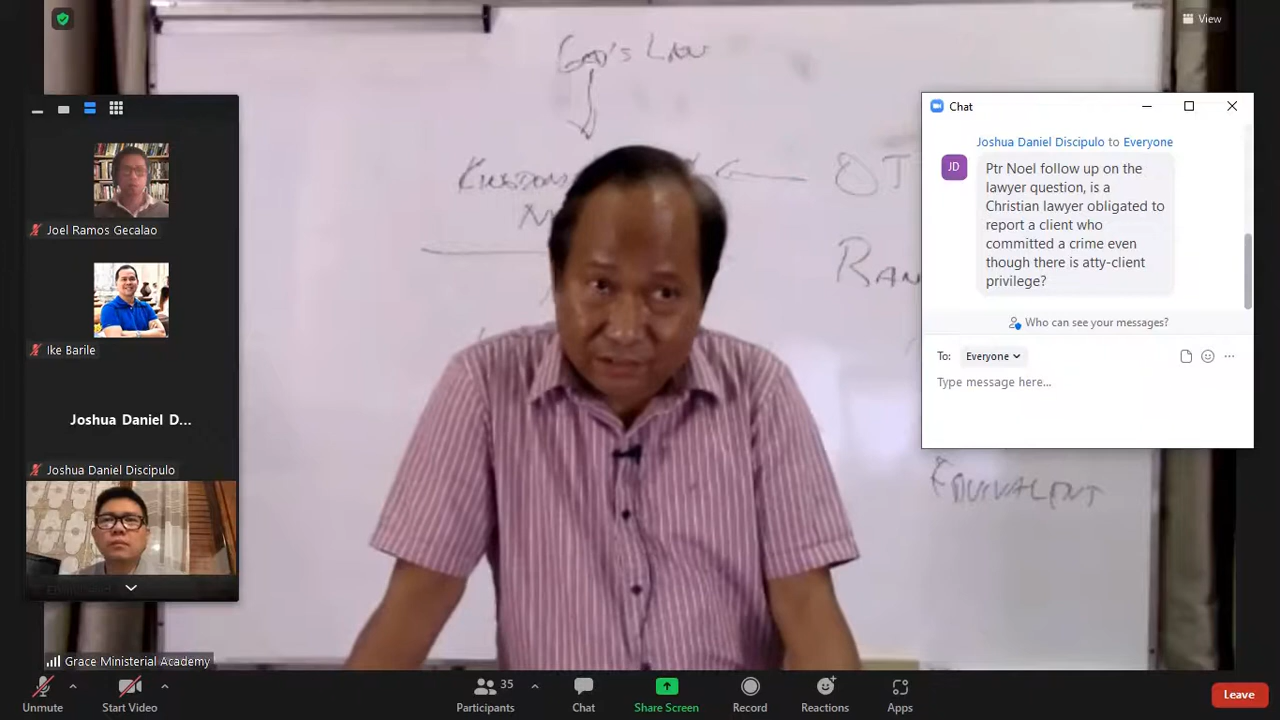 View
God's Law
OT
Joel Ramos Gecalao
Ike Barile
Joshua Daniel D...
Joshua Daniel Discipulo
Grace Ministerial Academy
Chat
Joshua Daniel Discipulo to Everyone
JD
Ptr Noel follow up on the
lawyer question, is a
Christian lawyer obligated to
report a client who
committed a crime even
though there is atty-client
privilege?
Who can see your messages?
To: Everyone
Type message here...
EQUIVALENT
Unmute
Start Video
35
Participants
Chat
Share Screen
Record
Reactions
Apps
Leave